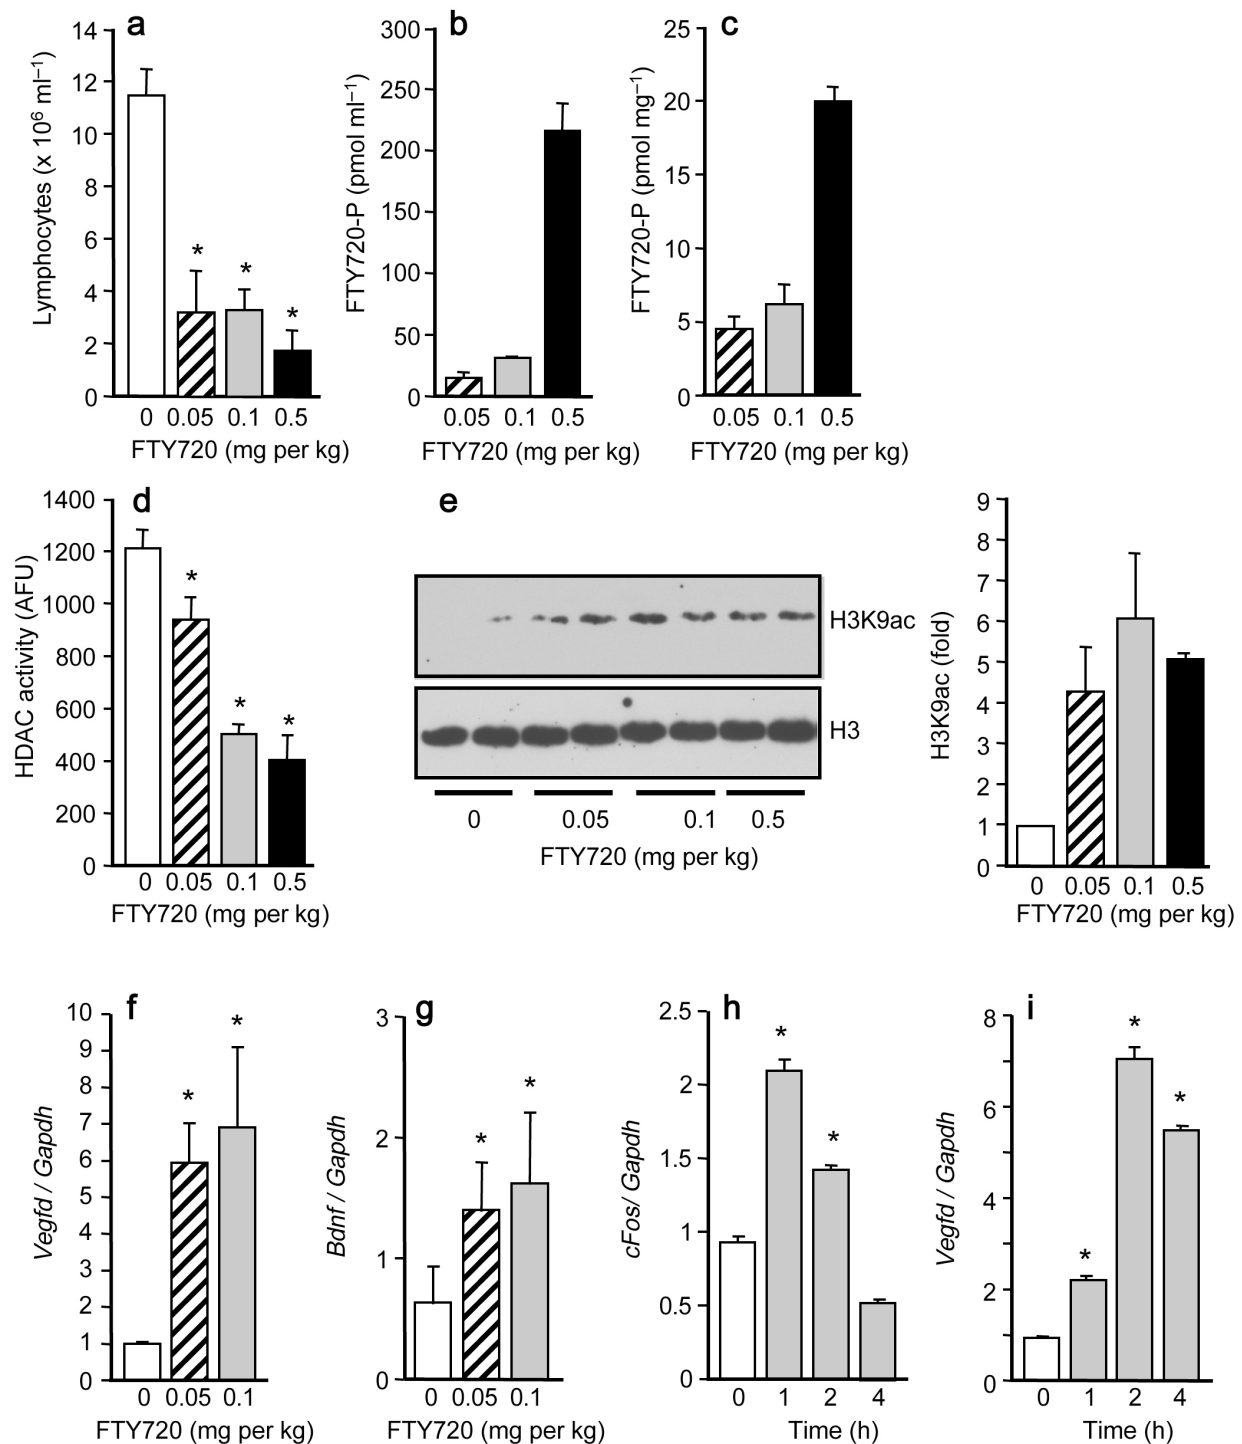 a
14
12
10
8
6
4
2
0
Lymphocytes (x 10⁶ ml⁻¹)
*
*
*
0 0.05 0.1 0.5
FTY720 (mg per kg)
b
300
250
200
150
100
50
0
FTY720-P (pmol ml⁻¹)
0.05 0.1 0.5
FTY720 (mg per kg)
c
25
20
15
10
5
0
FTY720-P (pmol mg⁻¹)
0.05 0.1 0.5
FTY720 (mg per kg)
d
1400
1200
1000
800
600
400
200
0
HDAC activity (AFU)
*
*
*
0 0.05 0.1 0.5
FTY720 (mg per kg)
e
H3K9ac
H3
0 0.05 0.1 0.5
FTY720 (mg per kg)
9
8
7
6
5
4
3
2
1
0
H3K9ac (fold)
0 0.05 0.1 0.5
FTY720 (mg per kg)
f
10
9
8
7
6
5
4
3
2
1
0
Vegfd / Gapdh
*
*
0 0.05 0.1
FTY720 (mg per kg)
g
3
2
1
0
Bdnf / Gapdh
*
*
0 0.05 0.1
FTY720 (mg per kg)
h
2.5
2
1.5
1
0.5
0
cFos/ Gapdh
*
*
0 1 2 4
Time (h)
i
8
6
4
2
0
Vegfd / Gapdh
*
*
*
0 1 2 4
Time (h)